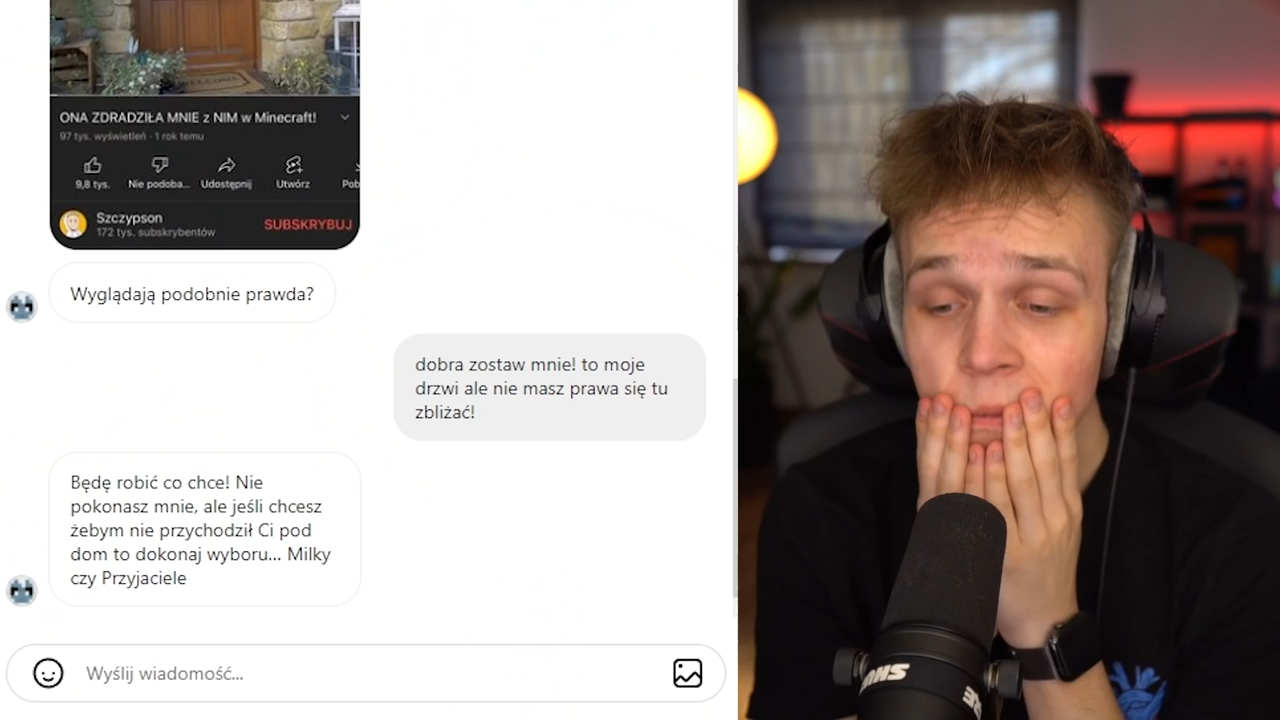 WELCOME
ONA ZDRADZIŁA MNIE z NIM w Minecraft!
97 tys. wyświetleń · 1 rok temu
9,8 tys.
Nie podoba...
Udostępnij
Utwórz
Pob
Szczypson
172 tys. subskrybentów
SUBSKRYBUJ
Wyglądają podobnie prawda?
dobra zostaw mnie! to moje
drzwi ale nie masz prawa się tu
zbliżać!
Będę robić co chce! Nie
pokonasz mnie, ale jeśli chcesz
żebym nie przychodził Ci pod
dom to dokonaj wyboru... Milky
czy Przyjaciele
Wyślij wiadomość...